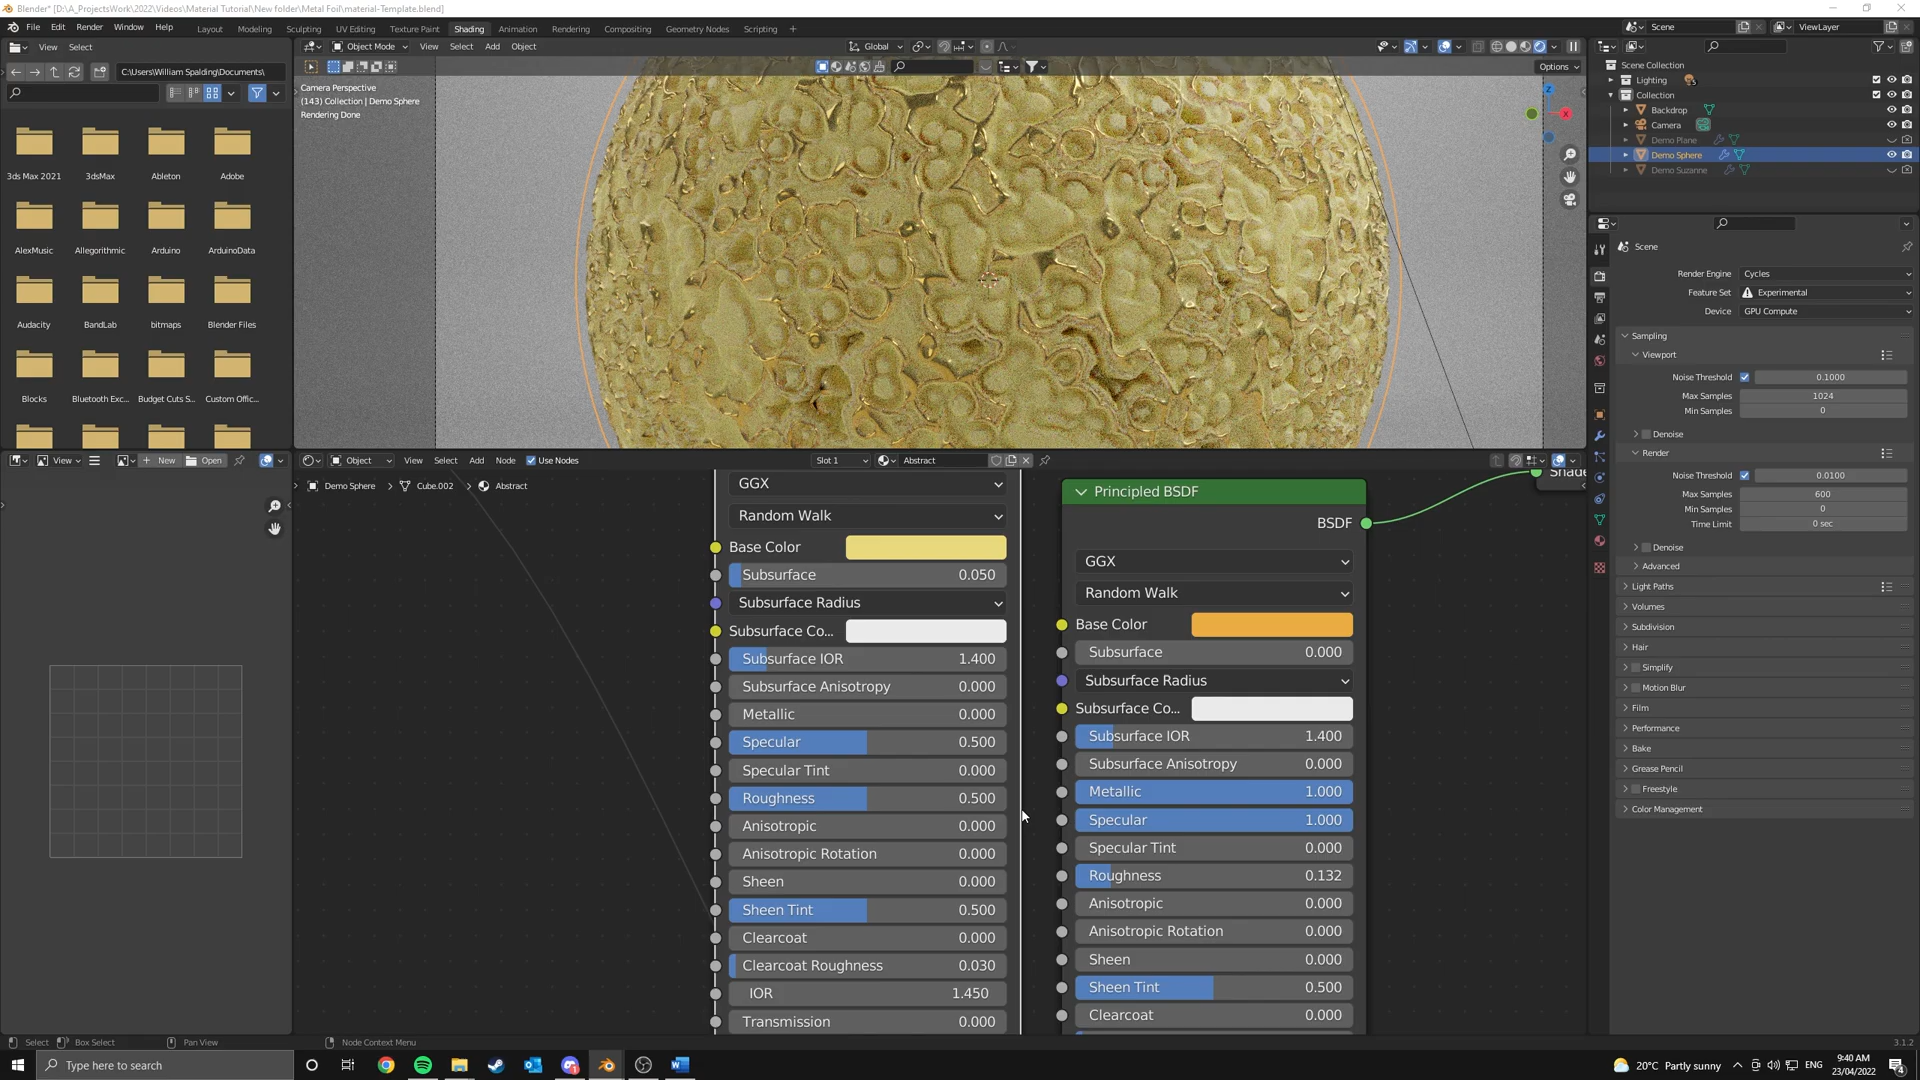 Blender* [D:\A_ProjectsWork\2022\Videos\Material Tutorial\New folder\Metal Foil\material-Template.blend]
File Edit Render Window Help Layout Modeling Sculpting UV Editing Texture Paint Shading Animation Rendering Compositing Geometry Nodes Scripting + Scene ViewLayer
View Select
C:\Users\William Spalding\Documents\
3ds Max 2021 3dsMax Ableton Adobe
AlexMusic Allegorithmic Arduino ArduinoData
Audacity BandLab bitmaps Blender Files
Blocks Bluetooth Exc... Budget Cuts S... Custom Offic...
Object Mode View Select Add Object Global
Options
Camera Perspective
(143) Collection | Demo Sphere
Rendering Done
Z
X
Scene Collection
Lighting
Collection
Backdrop
Camera
Demo Plane
Demo Sphere
Demo Suzanne
Scene
Render Engine Cycles
Feature Set Experimental
Device GPU Compute
Sampling
Viewport
Noise Threshold 0.1000
Max Samples 1024
Min Samples 0
Denoise
Render
Noise Threshold 0.0100
Max Samples 600
Min Samples 0
Time Limit 0 sec
Denoise
Advanced
Light Paths
Volumes
Subdivision
Hair
Simplify
Motion Blur
Film
Performance
Bake
Grease Pencil
Freestyle
Color Management
View New Open
Object View Select Add Node Use Nodes Slot 1 Abstract
Demo Sphere Cube.002 Abstract
GGX
Random Walk
Base Color
Subsurface 0.050
Subsurface Radius
Subsurface Co...
Subsurface IOR 1.400
Subsurface Anisotropy 0.000
Metallic 0.000
Specular 0.500
Specular Tint 0.000
Roughness 0.500
Anisotropic 0.000
Anisotropic Rotation 0.000
Sheen 0.000
Sheen Tint 0.500
Clearcoat 0.000
Clearcoat Roughness 0.030
IOR 1.450
Transmission 0.000
Principled BSDF
BSDF
GGX
Random Walk
Base Color
Subsurface 0.000
Subsurface Radius
Subsurface Co...
Subsurface IOR 1.400
Subsurface Anisotropy 0.000
Metallic 1.000
Specular 1.000
Specular Tint 0.000
Roughness 0.132
Anisotropic 0.000
Anisotropic Rotation 0.000
Sheen 0.000
Sheen Tint 0.500
Clearcoat 0.000
Shade
Select Box Select Pan View Node Context Menu 3.1.2
Type here to search
20°C Partly sunny ENG
9:40 AM
23/04/2022
4